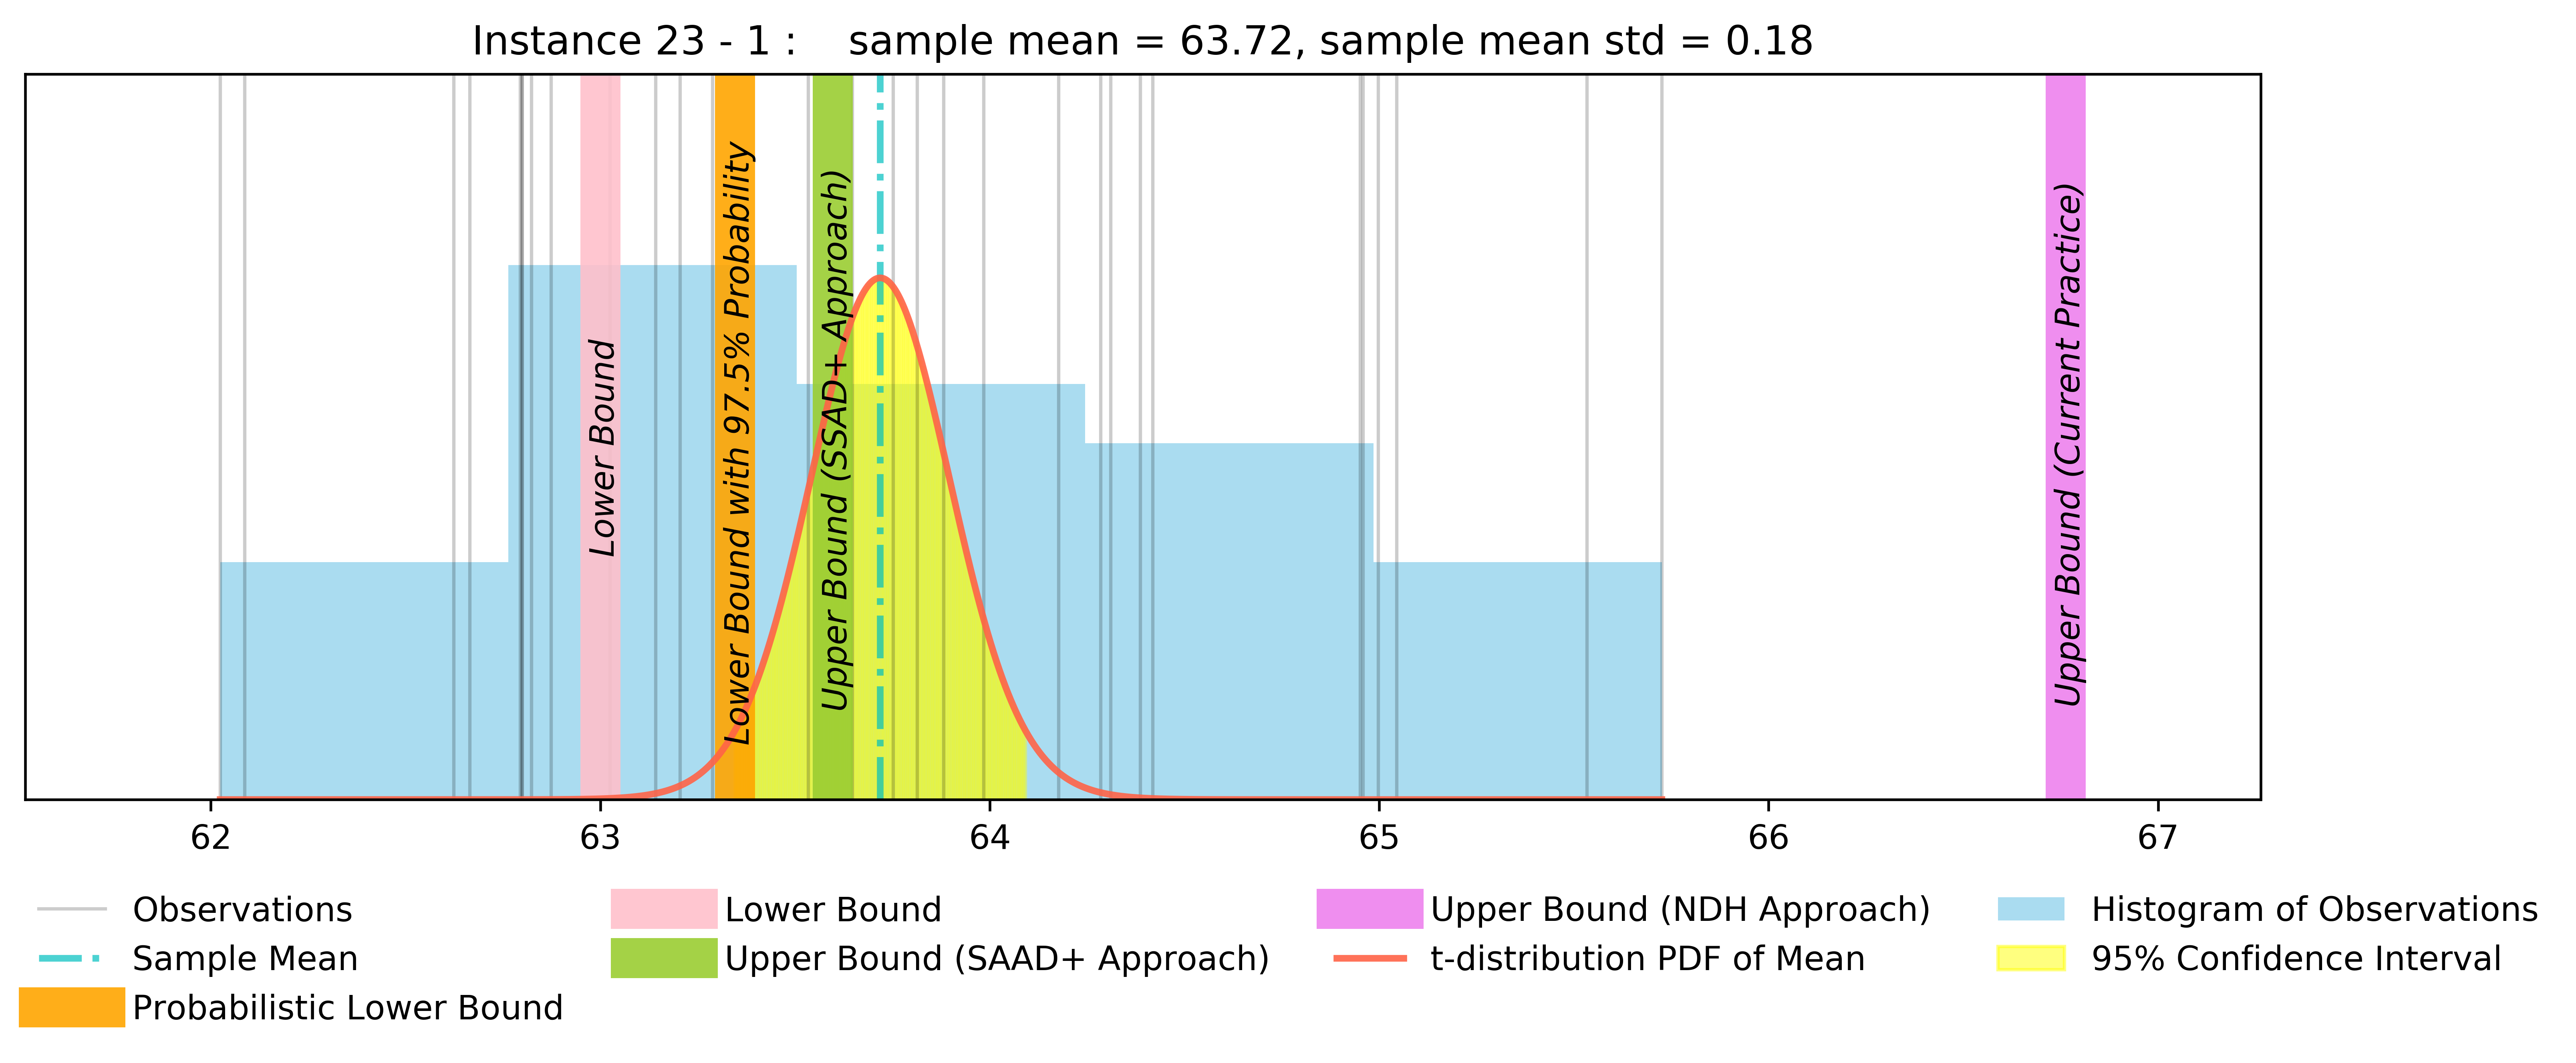 Instance 23 - 1 :    sample mean = 63.72, sample mean std = 0.18
Lower Bound
Lower Bound with 97.5% Probability
Upper Bound (SSAD+ Approach)
Upper Bound (Current Practice)
62 63 64 65 66 67
Observations
Sample Mean
Probabilistic Lower Bound
Lower Bound
Upper Bound (SAAD+ Approach)
Upper Bound (NDH Approach)
t-distribution PDF of Mean
Histogram of Observations
95% Confidence Interval